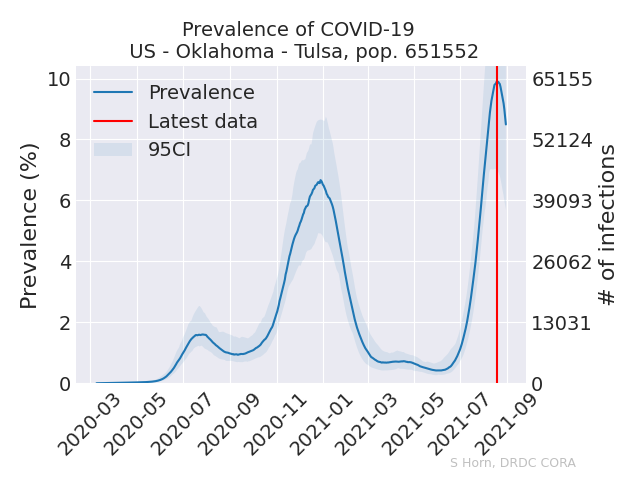 Prevalence of COVID-19
US - Oklahoma - Tulsa, pop. 651552
Prevalence (%)
10
8
6
4
2
0
Prevalence
Latest data
95CI
65155
52124
39093
26062
13031
0
# of infections
2020-03
2020-05
2020-07
2020-09
2020-11
2021-01
2021-03
2021-05
2021-07
2021-09
S Horn, DRDC CORA